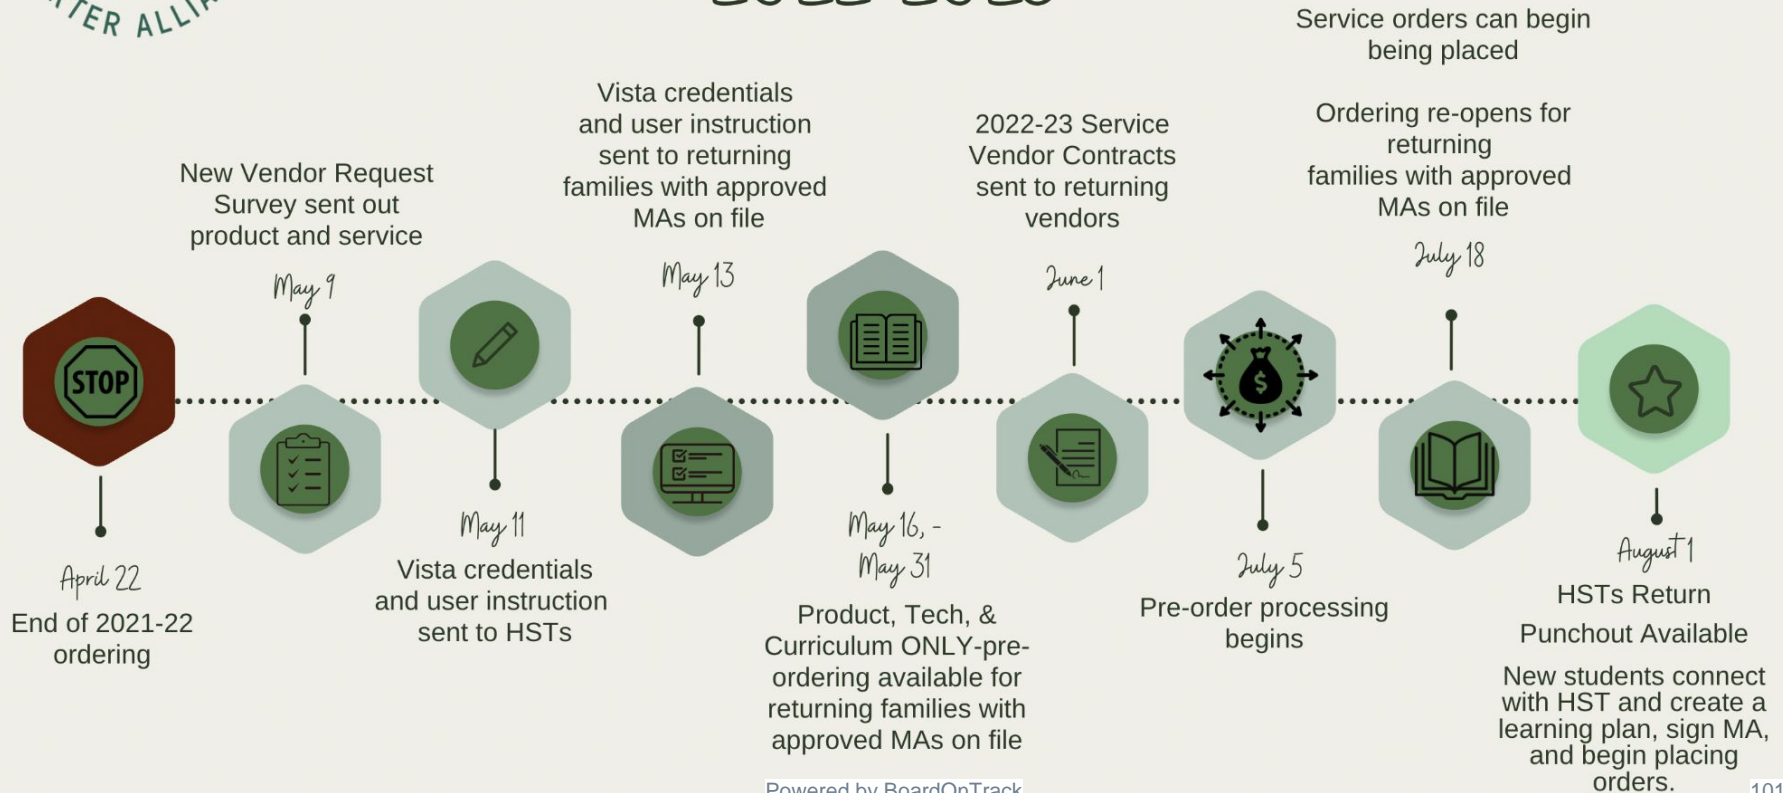 TER ALLIA
2022-2023
April 22
End of 2021-22
ordering
STOP
New Vendor Request
Survey sent out
product and service
May 9
May 11
Vista credentials
and user instruction
sent to HSTs
Vista credentials
and user instruction
sent to returning
families with approved
MAs on file
May 13
May 16, -
May 31
Product, Tech, &
Curriculum ONLY-pre-
ordering available for
returning families with
approved MAs on file
2022-23 Service
Vendor Contracts
sent to returning
vendors
June 1
$
July 5
Pre-order processing
begins
Service orders can begin
being placed
Ordering re-opens for
returning
families with approved
MAs on file
July 18
August 1
HSTs Return
Punchout Available
New students connect
with HST and create a
learning plan, sign MA,
and begin placing
orders.
Powered by BoardOnTrack
101